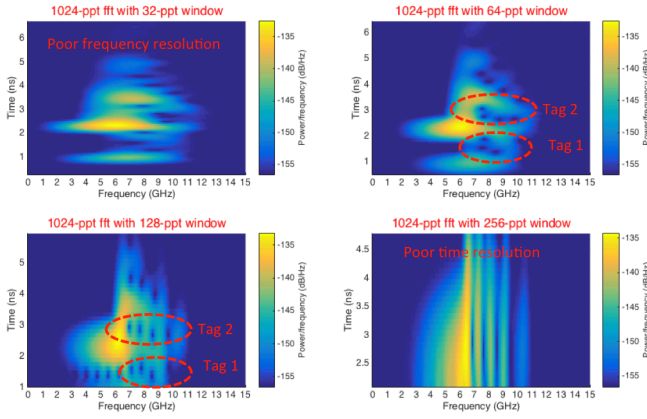 1024-ppt fft with 32-ppt window
Poor frequency resolution
Time (ns)
6
5
4
3
2
1
0 1 2 3 4 5 6 7 8 9 10 11 12 13 14 15
Frequency (GHz)
-135
-140
-145
-150
-155
Power/frequency (dB/Hz)
1024-ppt fft with 64-ppt window
Tag 2
Tag 1
Time (ns)
6
5
4
3
2
1
0 1 2 3 4 5 6 7 8 9 10 11 12 13 14 15
Frequency (GHz)
-135
-140
-145
-150
-155
Power/frequency (dB/Hz)
1024-ppt fft with 128-ppt window
Tag 2
Tag 1
Time (ns)
5
4
3
2
1
0 1 2 3 4 5 6 7 8 9 10 11 12 13 14 15
Frequency (GHz)
-135
-140
-145
-150
-155
Power/frequency (dB/Hz)
1024-ppt fft with 256-ppt window
Poor time resolution
Time (ns)
4.5
4
3.5
3
2.5
0 1 2 3 4 5 6 7 8 9 10 11 12 13 14 15
Frequency (GHz)
-135
-140
-145
-150
-155
Power/frequency (dB/Hz)